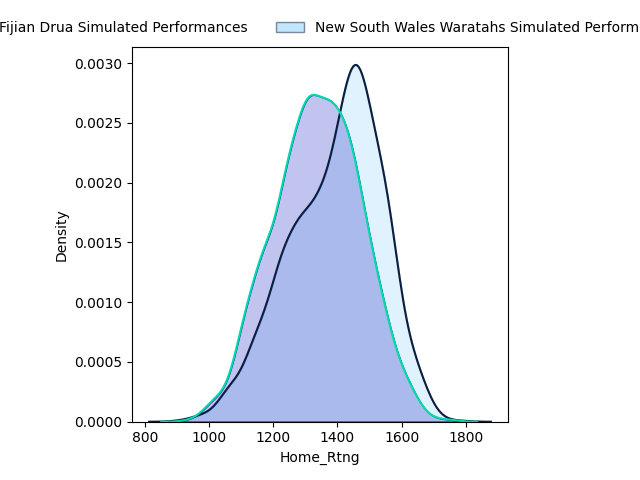 Fijian Drua Simulated Performances
New South Wales Waratahs Simulated Perform
0.0030
0.0025
0.0020
0.0015
0.0010
0.0005
0.0000
Density
800 1000 1200 1400 1600 1800
Home_Rtng